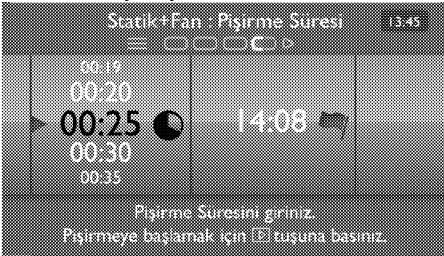 Statik+Fan : Pişirme Süresi
13:45
00:19
00:20
00:25
00:30
00:35
14:08
Pişirme Süresini giriniz.
Pişirmeye başlamak için tuşuna basınız.